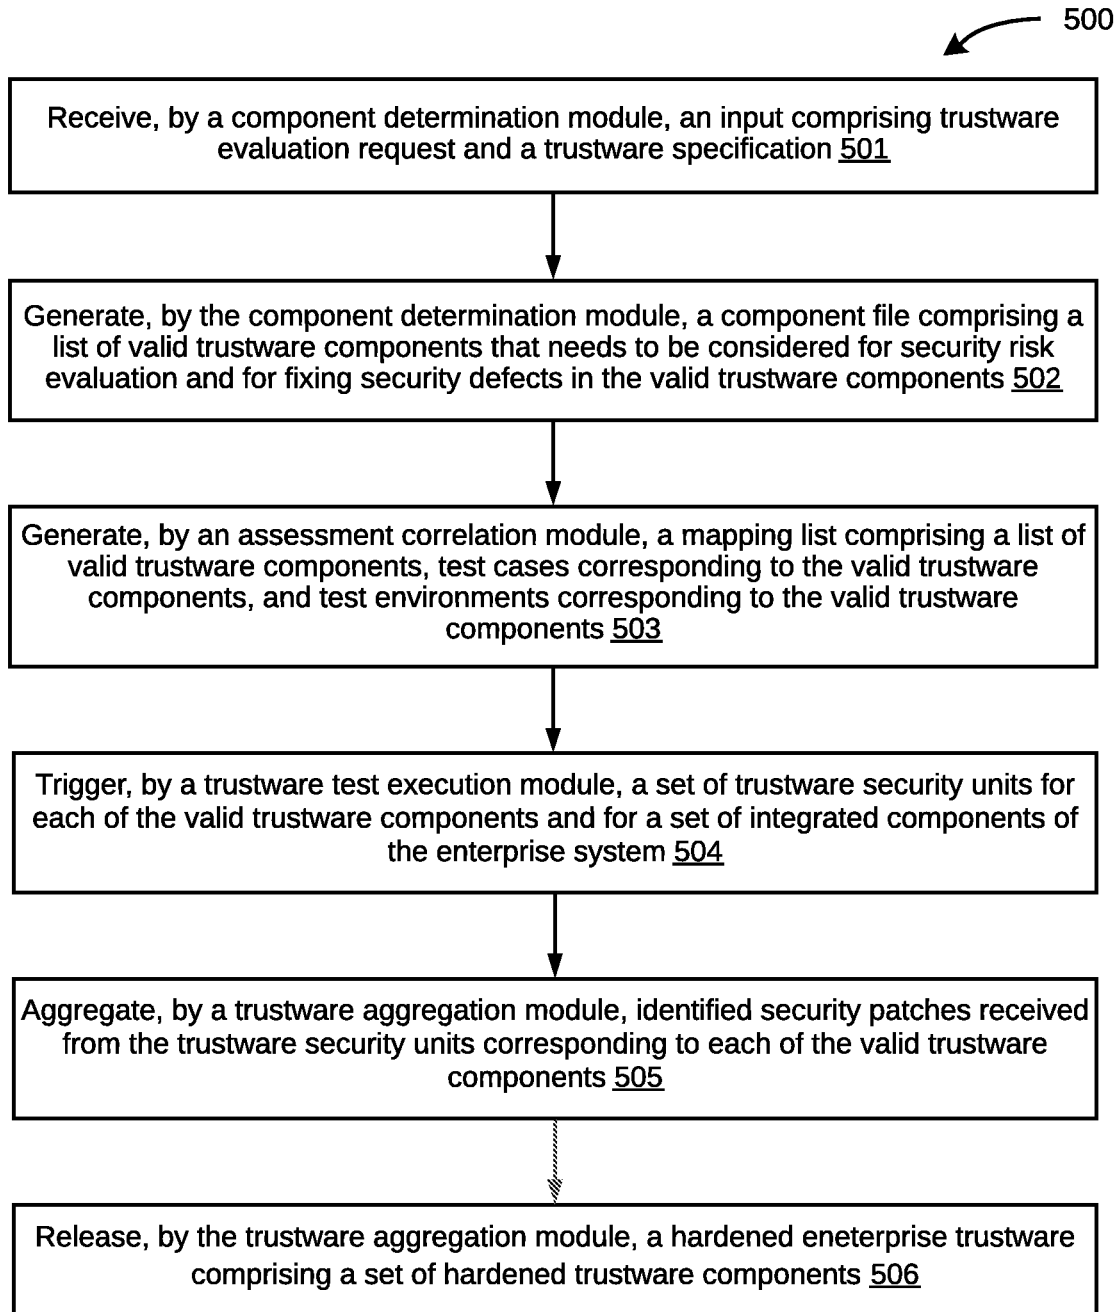 500
Receive, by a component determination module, an input comprising trustware
evaluation request and a trustware specification 501
Generate, by the component determination module, a component file comprising a
list of valid trustware components that needs to be considered for security risk
evaluation and for fixing security defects in the valid trustware components 502
Generate, by an assessment correlation module, a mapping list comprising a list of
valid trustware components, test cases corresponding to the valid trustware
components, and test environments corresponding to the valid trustware
components 503
Trigger, by a trustware test execution module, a set of trustware security units for
each of the valid trustware components and for a set of integrated components of
the enterprise system 504
Aggregate, by a trustware aggregation module, identified security patches received
from the trustware security units corresponding to each of the valid trustware
components 505
Release, by the trustware aggregation module, a hardened eneterprise trustware
comprising a set of hardened trustware components 506